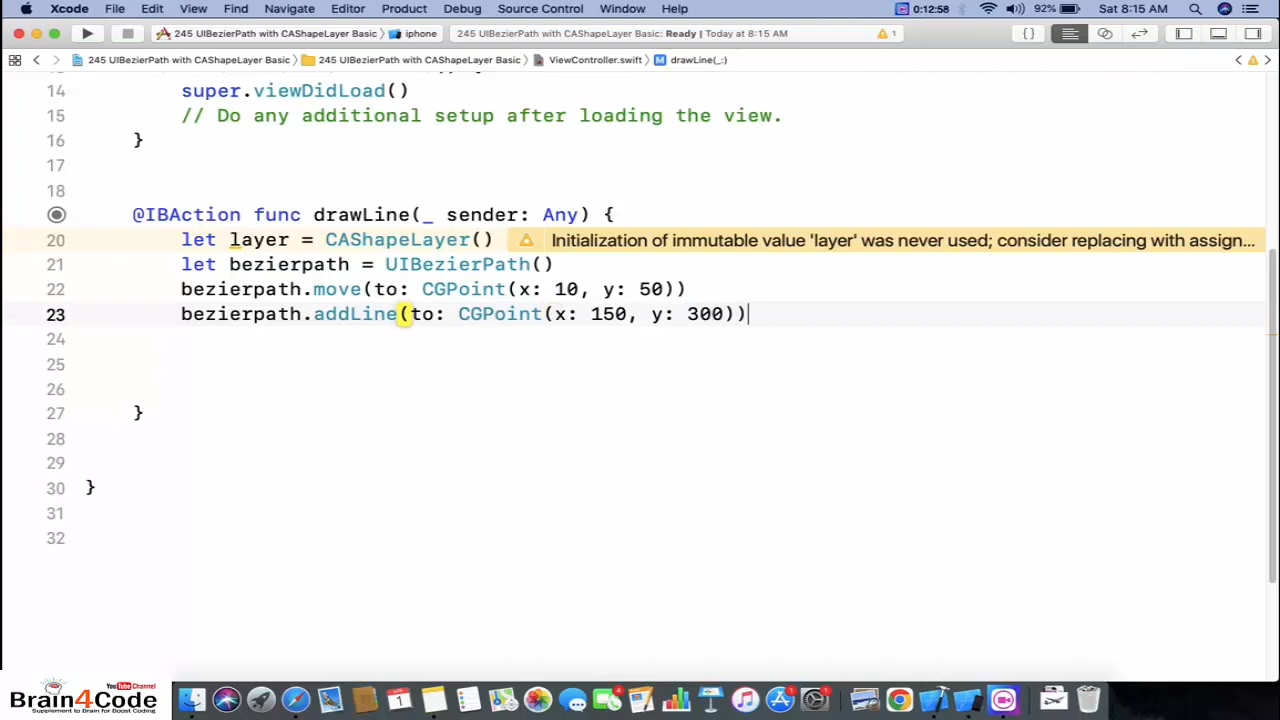 Xcode File Edit View Find Navigate Editor Product Debug Source Control Window Help 0:12:58 92% Sat 8:15 AM
245 UIBezierPath with CAShapeLayer Basic iphone 245 UIBezierPath with CAShapeLayer Basic: Ready | Today at 8:15 AM 1 {}
245 UIBezierPath with CAShapeLayer Basic 245 UIBezierPath with CAShapeLayer Basic ViewController.swift M drawLine(_:)
14 super.viewDidLoad()
15 // Do any additional setup after loading the view.
16 }
17
18
@IBAction func drawLine(_ sender: Any) {
20 let layer = CAShapeLayer() Initialization of immutable value 'layer' was never used; consider replacing with assign...
21 let bezierpath = UIBezierPath()
22 bezierpath.move(to: CGPoint(x: 10, y: 50))
23 bezierpath.addLine(to: CGPoint(x: 150, y: 300))
24
25
26
27 }
28
29
30 }
31
32
YouTube Channel
Brain4Code
Supplement to Brain for Boost Coding